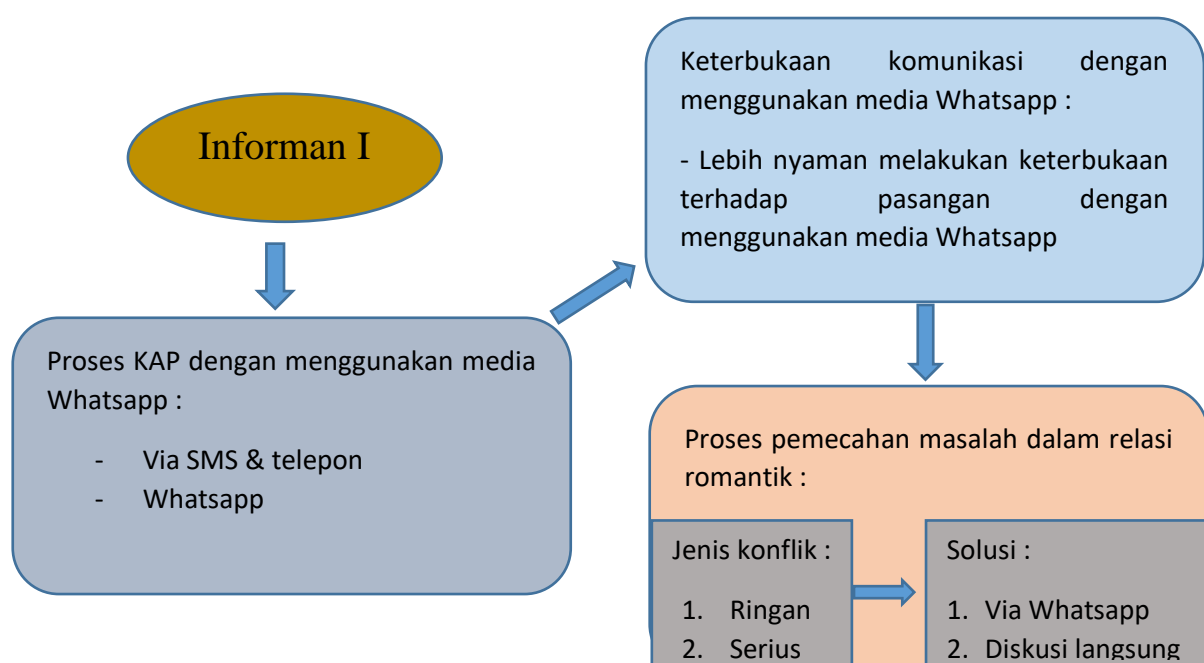 Informan I
Proses KAP dengan menggunakan media
Whatsapp :
- Via SMS & telepon
- Whatsapp
Keterbukaan komunikasi dengan
menggunakan media Whatsapp :
- Lebih nyaman melakukan keterbukaan
terhadap pasangan dengan
menggunakan media Whatsapp
Proses pemecahan masalah dalam relasi
romantik :
Jenis konflik :
1. Ringan
2. Serius
Solusi :
1. Via Whatsapp
2. Diskusi langsung